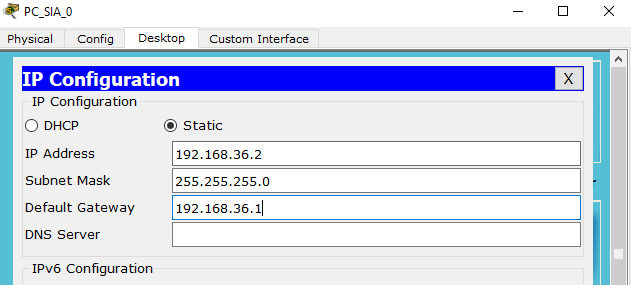 PC_SIA_0
Physical Config Desktop Custom Interface
IP Configuration X
IP Configuration
DHCP Static
IP Address 192.168.36.2
Subnet Mask 255.255.255.0
Default Gateway 192.168.36.1
DNS Server
IPv6 Configuration